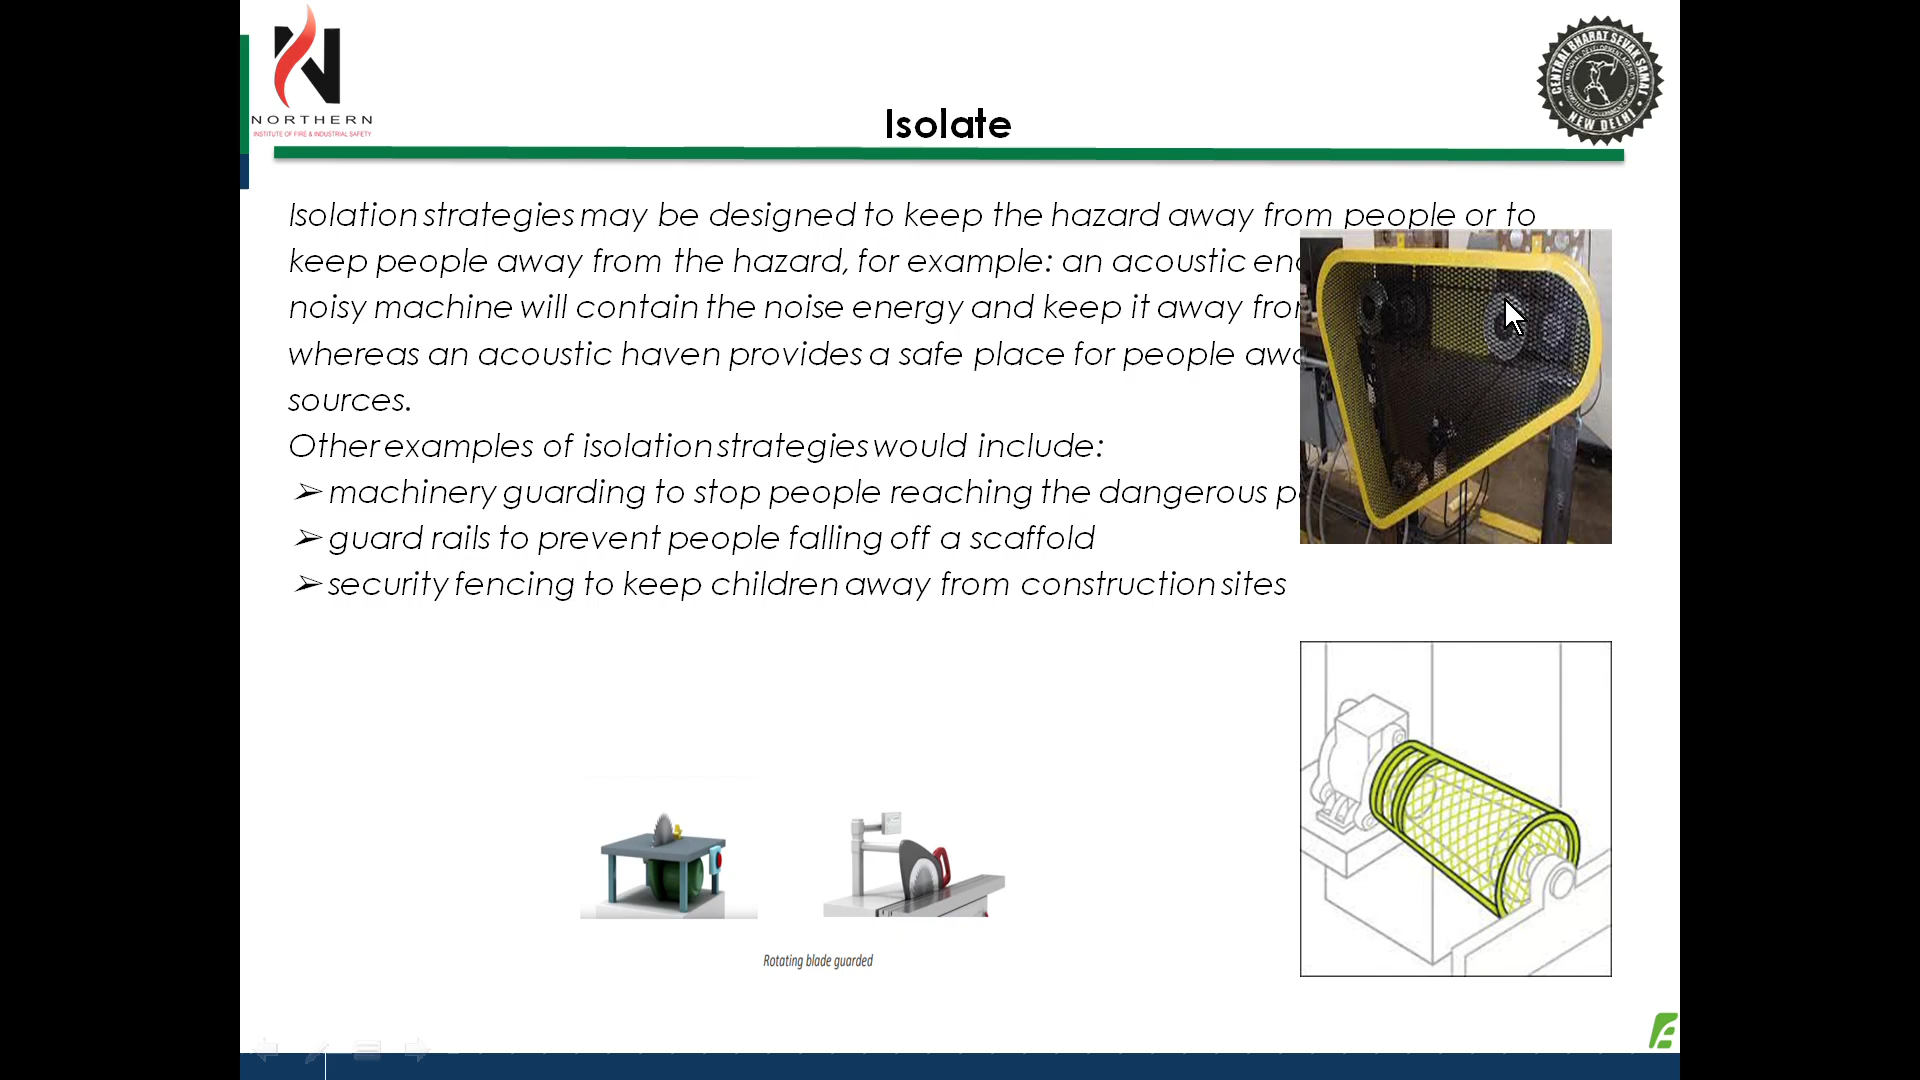 NORTHERN
INSTITUTE OF FIRE & INDUSTRIAL SAFETY
CENTRAL BHARAT SEVAK SAMAJ
NEW DELHI
Isolate
Isolation strategies may be designed to keep the hazard away from people or to
keep people away from the hazard, for example: an acoustic
noisy machine will contain the noise energy and keep it away
whereas an acoustic haven provides a safe place for people
sources.
Other examples of isolation strategies would include:
➢ machinery guarding to stop people reaching the dangerous
➢ guard rails to prevent people falling off a scaffold
➢ security fencing to keep children away from construction sites
Rotating blade guarded